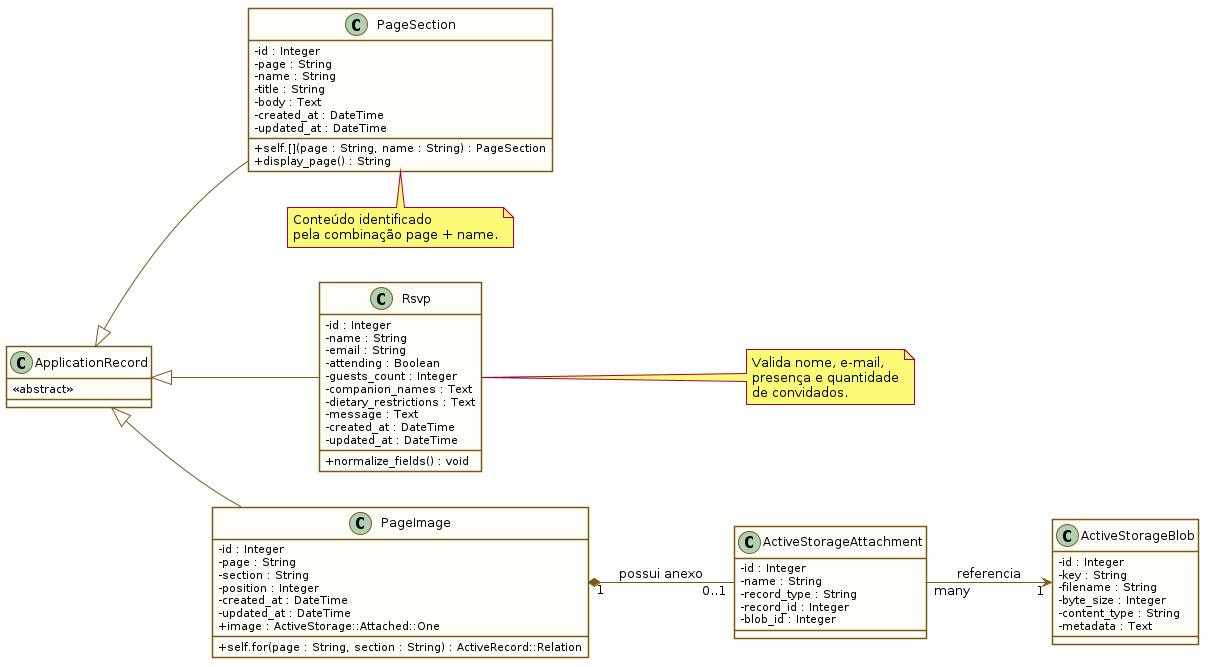 C PageSection
-id : Integer
-page : String
-name : String
-title : String
-body : Text
-created_at : DateTime
-updated_at : DateTime
+self.[](page : String, name : String) : PageSection
+display_page() : String
Conteúdo identificado
pela combinação page + name.
C Rsvp
-id : Integer
-name : String
-email : String
-attending : Boolean
-guests_count : Integer
-companion_names : Text
-dietary_restrictions : Text
-message : Text
-created_at : DateTime
-updated_at : DateTime
+normalize_fields() : void
Valida nome, e-mail,
presença e quantidade
de convidados.
C ApplicationRecord
«abstract»
C PageImage
-id : Integer
-page : String
-section : String
-position : Integer
-created_at : DateTime
-updated_at : DateTime
+image : ActiveStorage::Attached::One
+self.for(page : String, section : String) : ActiveRecord::Relation
possui anexo
1
0..1
C ActiveStorageAttachment
-id : Integer
-name : String
-record_type : String
-record_id : Integer
-blob_id : Integer
referencia
many
1
C ActiveStorageBlob
-id : Integer
-key : String
-filename : String
-byte_size : Integer
-content_type : String
-metadata : Text